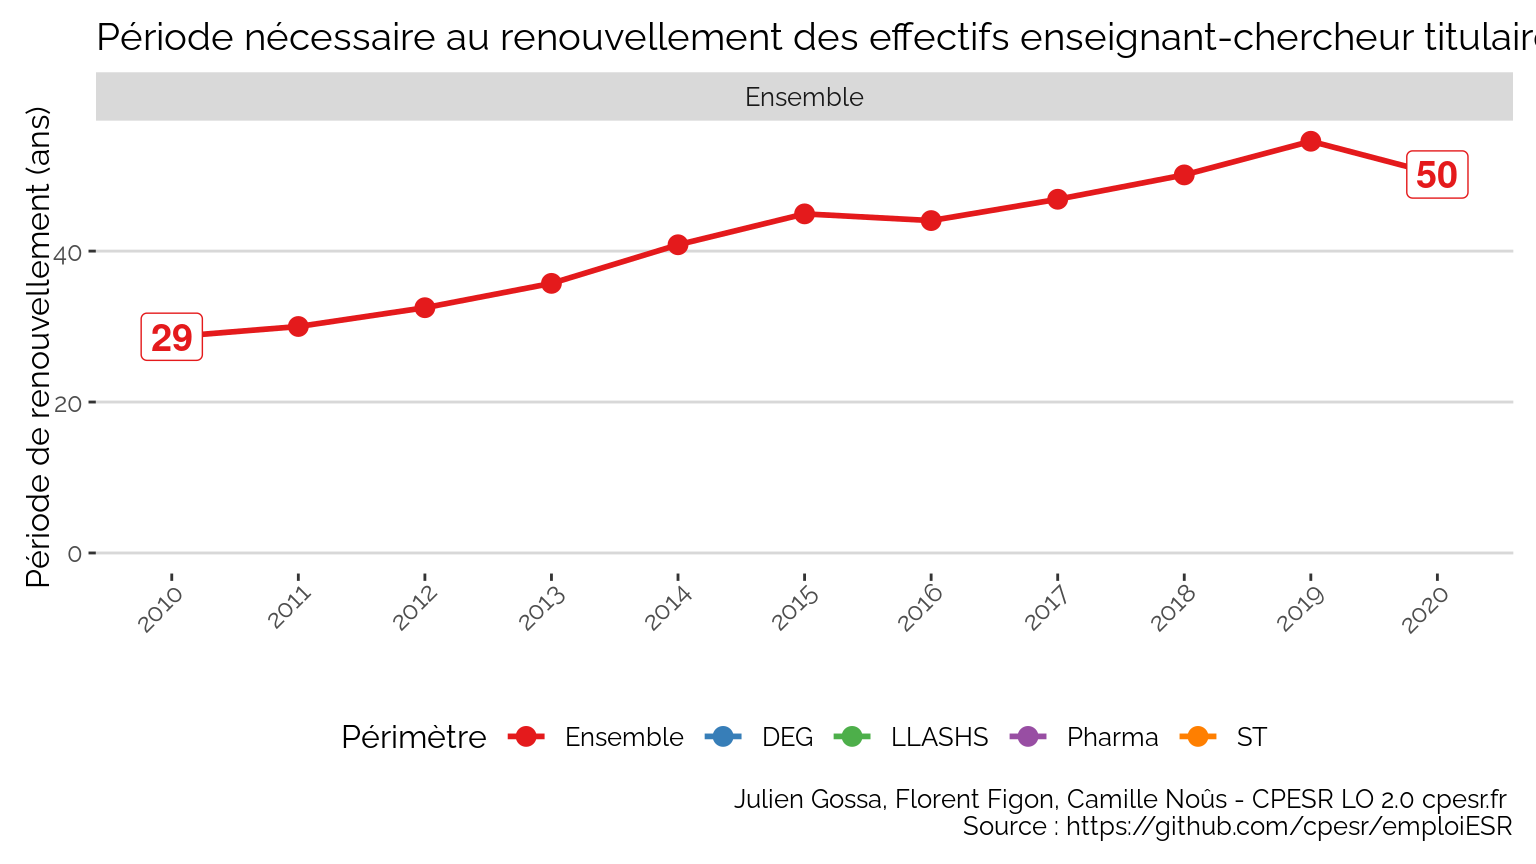 Période nécessaire au renouvellement des effectifs enseignant-chercheur titulaire
Ensemble
Période de renouvellement (ans)
40
20
0
29
50
2010 2011 2012 2013 2014 2015 2016 2017 2018 2019 2020
Périmètre Ensemble DEG LLASHS Pharma ST
Julien Gossa, Florent Figon, Camille Noûs - CPESR LO 2.0 cpesr.fr
Source : https://github.com/cpesr/emploiESR